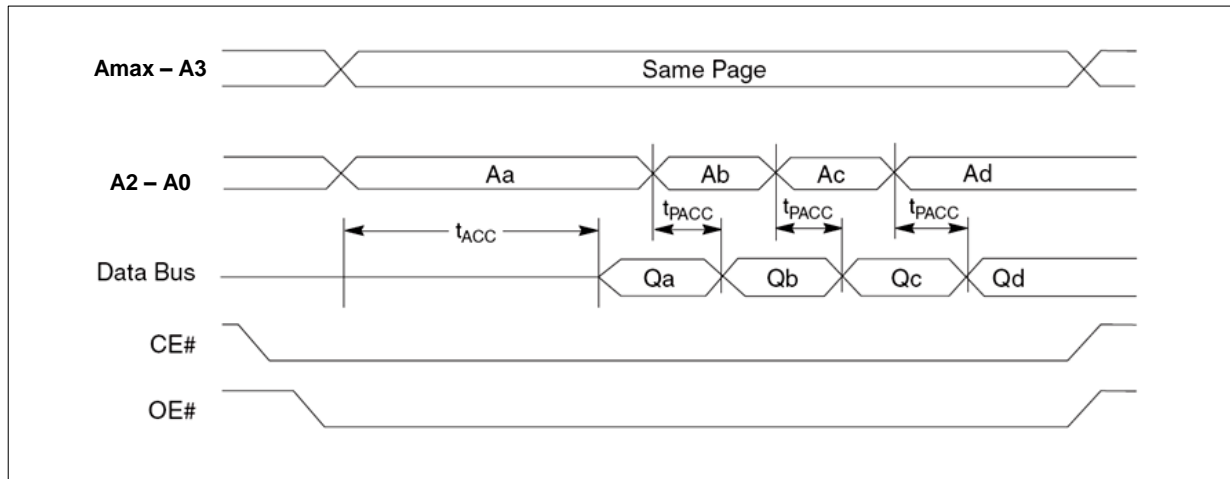 Amax – A3
Same Page
A2 – A0
Aa
Ab
Ac
Ad
tACC
tPACC
tPACC
tPACC
Data Bus
Qa
Qb
Qc
Qd
CE#
OE#